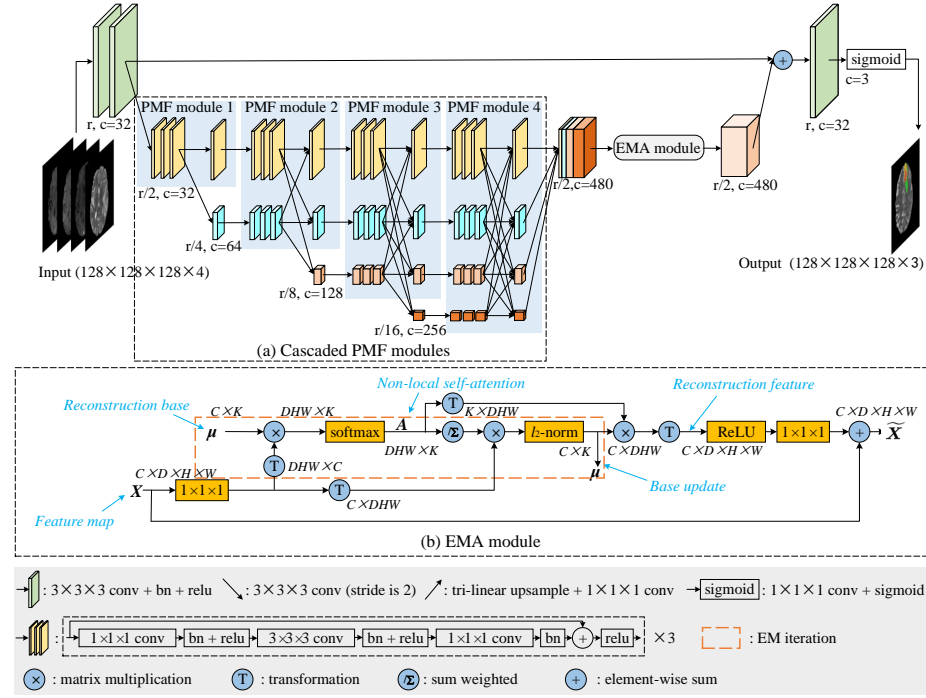 r, c=32
Input (128×128×128×4)
PMF module 1
PMF module 2
PMF module 3
PMF module 4
r/2, c=32
r/4, c=64
r/8, c=128
r/16, c=256
(a) Cascaded PMF modules
r/2,c=480
EMA module
r/2, c=480
+
r, c=32
c=3
sigmoid
Output (128×128×128×3)
Reconstruction base
Non-local self-attention
Reconstruction feature
C×K
DHW×K
K×DHW
C×D×H×W
μ
×
softmax
A
T
/Σ
×
l₂-norm
×
T
ReLU
1×1×1
+
X̃
DHW×K
C×K
C×DHW
C×D×H×W
T
DHW×C
μ
C×D×H×W
X
1×1×1
T
C×DHW
Base update
Feature map
(b) EMA module
: 3×3×3 conv + bn + relu
: 3×3×3 conv (stride is 2)
: tri-linear upsample + 1×1×1 conv
sigmoid : 1×1×1 conv + sigmoid
: 1×1×1 conv bn + relu 3×3×3 conv bn + relu 1×1×1 conv bn + relu ×3
: EM iteration
× : matrix multiplication
T : transformation
/Σ : sum weighted
+ : element-wise sum